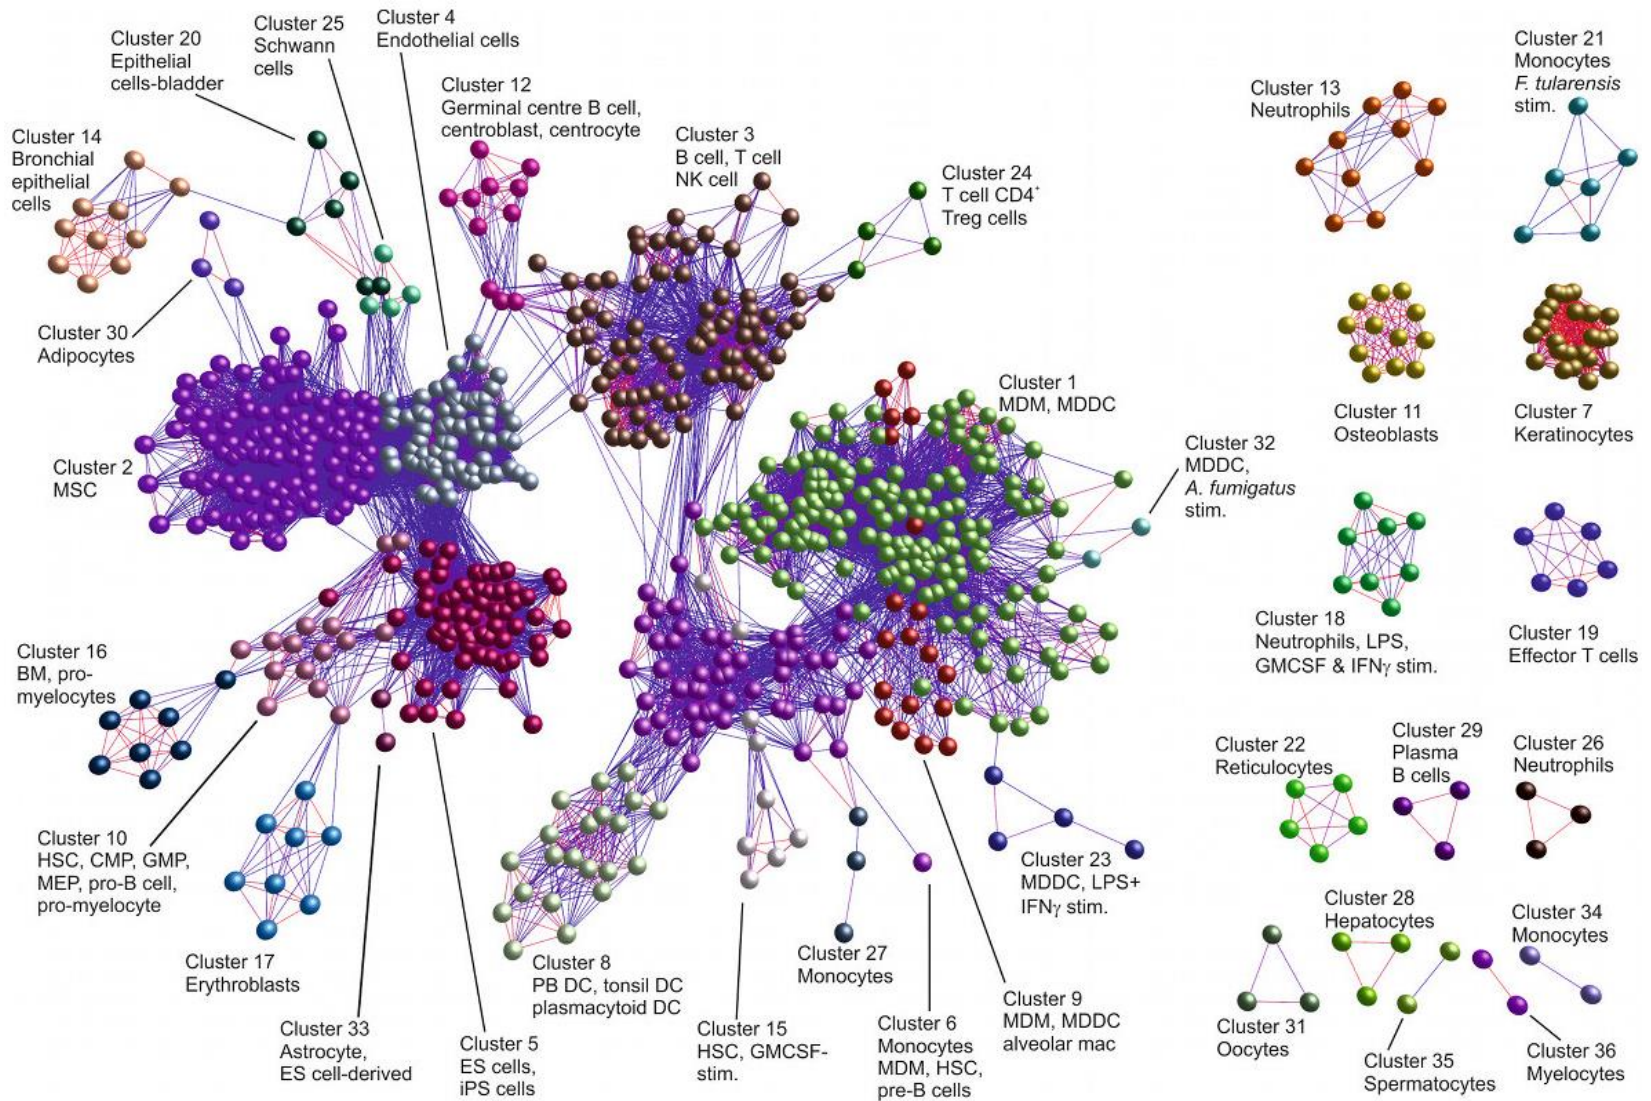 Cluster 20
Epithelial
cells-bladder
Cluster 25
Schwann
cells
Cluster 4
Endothelial cells
Cluster 12
Germinal centre B cell,
centroblast, centrocyte
Cluster 14
Bronchial
epithelial
cells
Cluster 3
B cell, T cell
NK cell
Cluster 24
T cell CD4+
Treg cells
Cluster 13
Neutrophils
Cluster 21
Monocytes
F. tularensis
stim.
Cluster 30
Adipocytes
Cluster 2
MSC
Cluster 1
MDM, MDDC
Cluster 32
MDDC,
A. fumigatus
stim.
Cluster 11
Osteoblasts
Cluster 7
Keratinocytes
Cluster 18
Neutrophils, LPS,
GMCSF & IFNγ stim.
Cluster 19
Effector T cells
Cluster 16
BM, pro-
myelocytes
Cluster 10
HSC, CMP, GMP,
MEP, pro-B cell,
pro-myelocyte
Cluster 17
Erythroblasts
Cluster 33
Astrocyte,
ES cell-derived
Cluster 5
ES cells,
iPS cells
Cluster 8
PB DC, tonsil DC
plasmacytoid DC
Cluster 15
HSC, GMCSF-
stim.
Cluster 27
Monocytes
Cluster 6
Monocytes
MDM, HSC,
pre-B cells
Cluster 9
MDM, MDDC
alveolar mac
Cluster 23
MDDC, LPS+
IFNγ stim.
Cluster 22
Reticulocytes
Cluster 29
Plasma
B cells
Cluster 26
Neutrophils
Cluster 28
Hepatocytes
Cluster 34
Monocytes
Cluster 31
Oocytes
Cluster 35
Spermatocytes
Cluster 36
Myelocytes